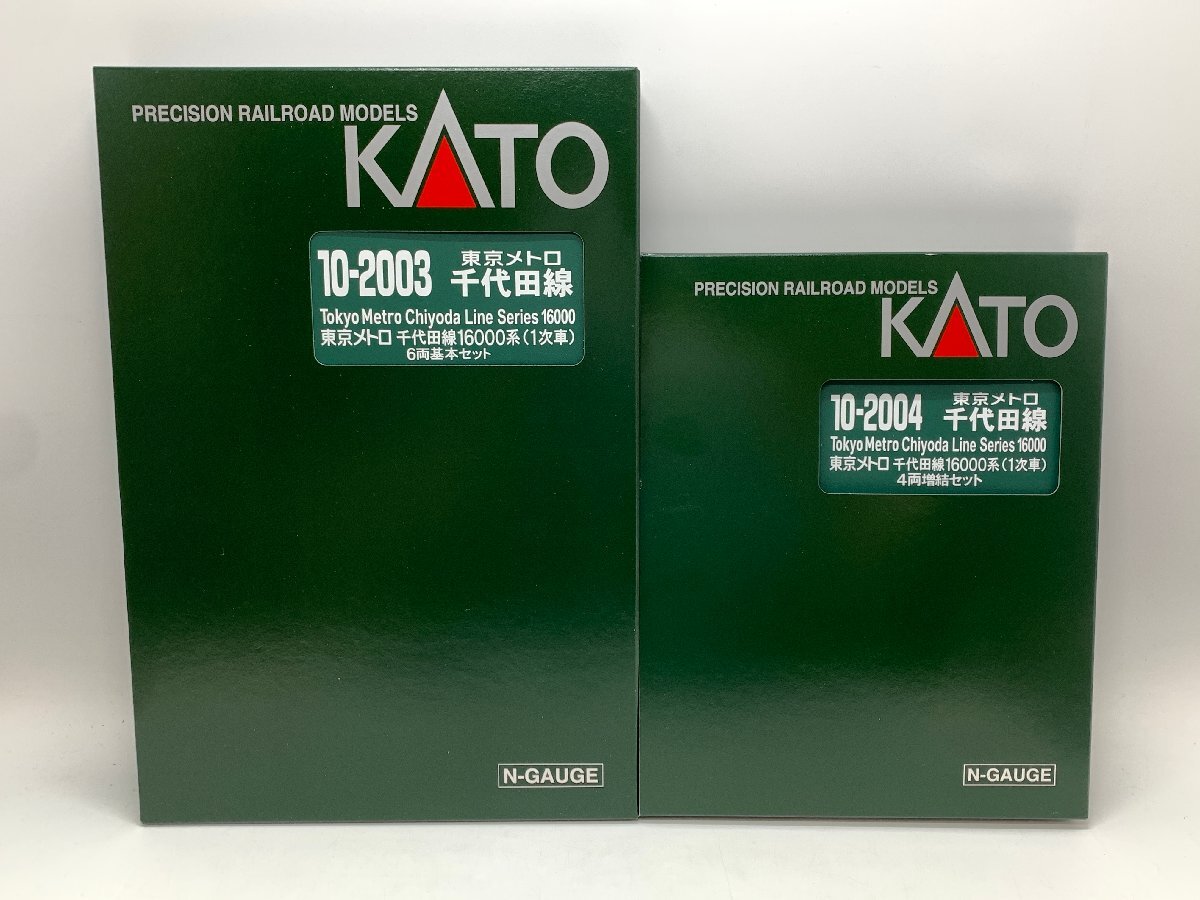 PRECISION RAILROAD MODELS
KATO
10-2003
東京メトロ
千代田線
Tokyo Metro Chiyoda Line Series 16000
東京メトロ 千代田線16000系(1次車)
6両基本セット
N-GAUGE
PRECISION RAILROAD MODELS
KATO
10-2004
東京メトロ
千代田線
Tokyo Metro Chiyoda Line Series 16000
東京メトロ 千代田線16000系(1次車)
4両増結セット
N-GAUGE